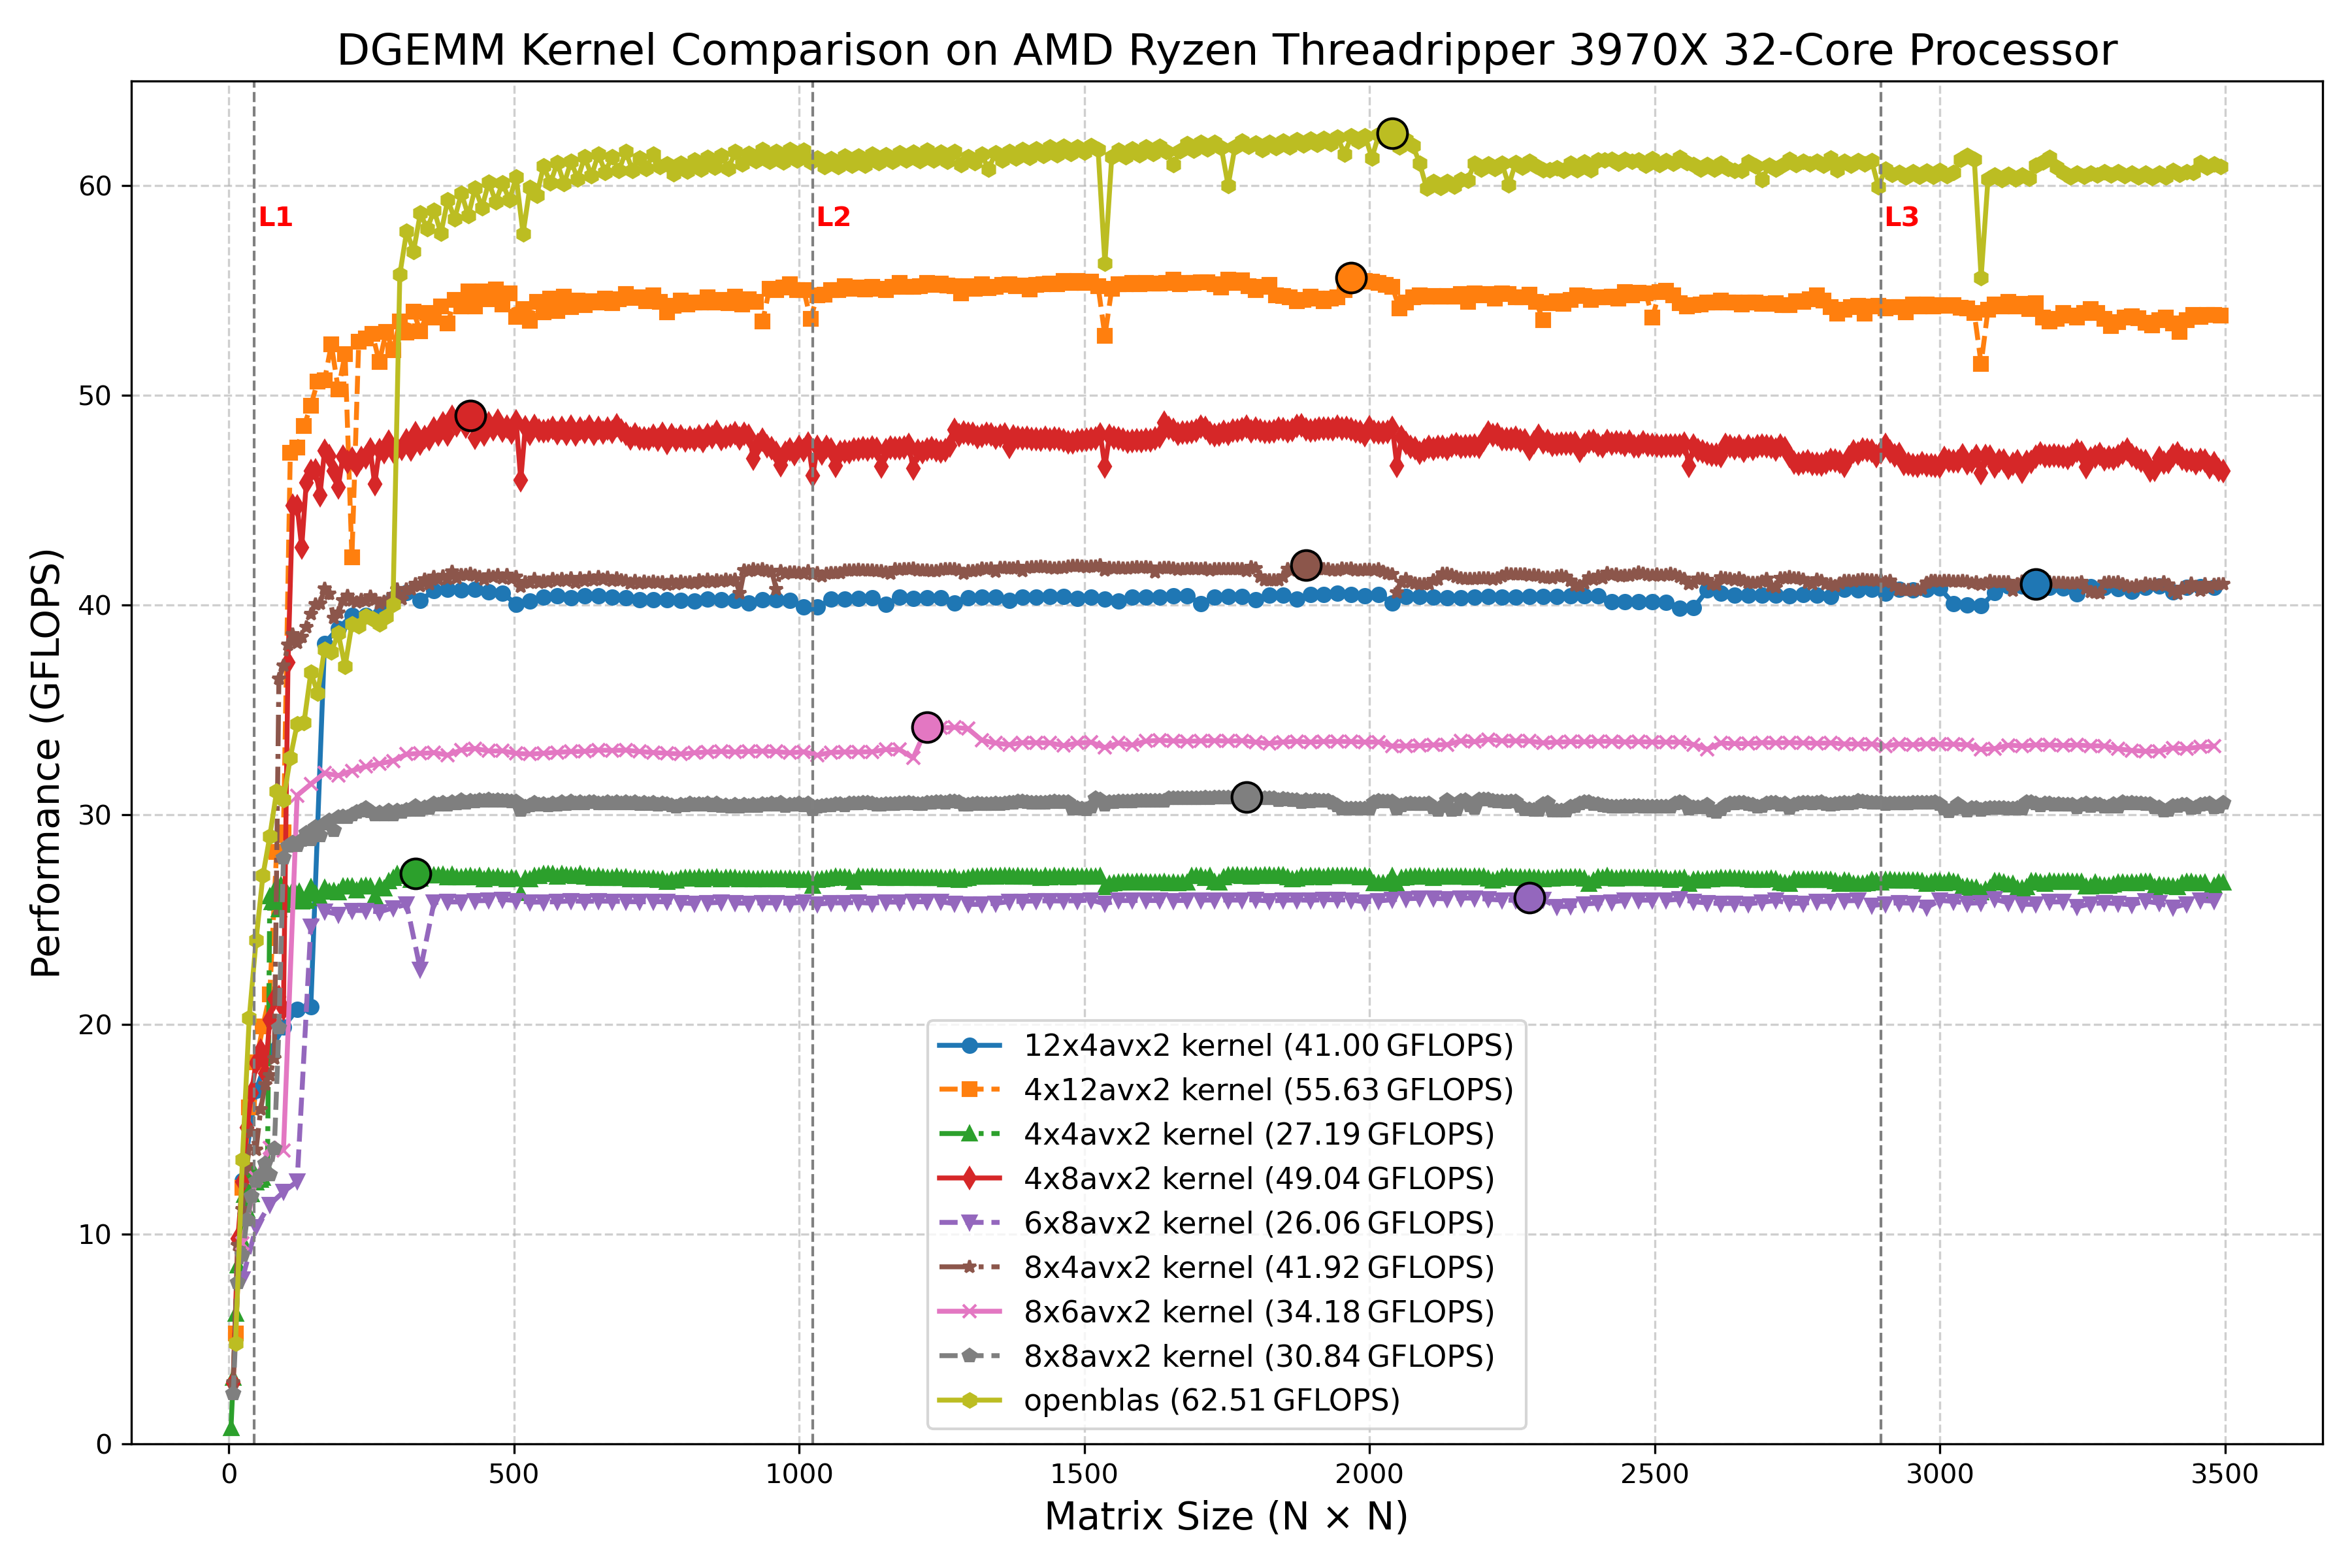 DGEMM Kernel Comparison on AMD Ryzen Threadripper 3970X 32-Core Processor
Performance (GFLOPS)
60
50
40
30
20
10
0
L1
L2
L3
12x4avx2 kernel (41.00 GFLOPS)
4x12avx2 kernel (55.63 GFLOPS)
4x4avx2 kernel (27.19 GFLOPS)
4x8avx2 kernel (49.04 GFLOPS)
6x8avx2 kernel (26.06 GFLOPS)
8x4avx2 kernel (41.92 GFLOPS)
8x6avx2 kernel (34.18 GFLOPS)
8x8avx2 kernel (30.84 GFLOPS)
openblas (62.51 GFLOPS)
0 500 1000 1500 2000 2500 3000 3500
Matrix Size (N × N)